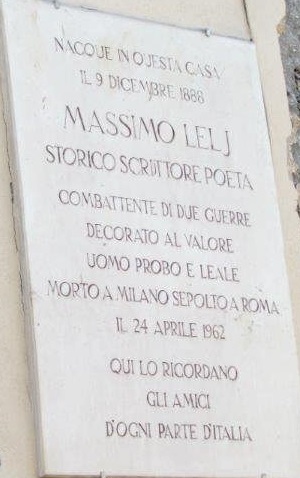 NACQUE IN QUESTA CASA
IL 9 DICEMBRE 1888
MASSIMO LELJ
STORICO SCRITTORE POETA
COMBATTENTE DI DUE GUERRE
DECORATO AL VALORE
UOMO PROBO E LEALE
MORTO A MILANO SEPOLTO A ROMA
IL 24 APRILE 1962
QUI LO RICORDANO
GLI AMICI
D'OGNI PARTE D'ITALIA